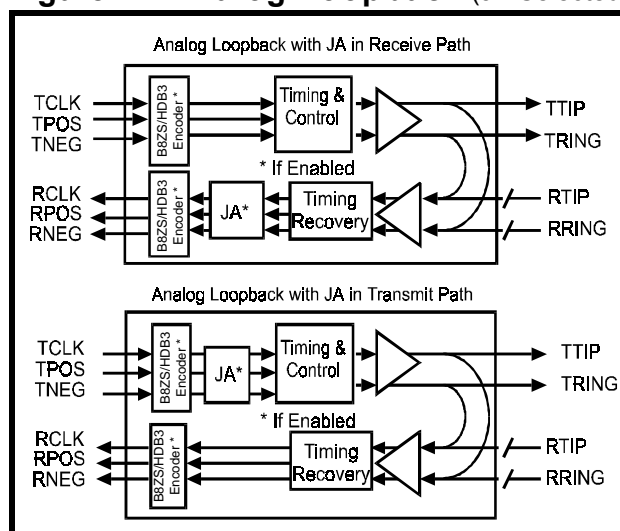 Analog Loopback with JA in Receive Path
TCLK
TPOS
TNEG
B8ZS/HDB3
Encoder *
Timing &
Control
TTIP
TRING
* If Enabled
RCLK
RPOS
RNEG
B8ZS/HDB3
Encoder *
JA*
Timing
Recovery
RTIP
RRING
Analog Loopback with JA in Transmit Path
TCLK
TPOS
TNEG
B8ZS/HDB3
Encoder *
JA*
Timing &
Control
TTIP
TRING
* If Enabled
RCLK
RPOS
RNEG
B8ZS/HDB3
Encoder *
Timing
Recovery
RTIP
RRING